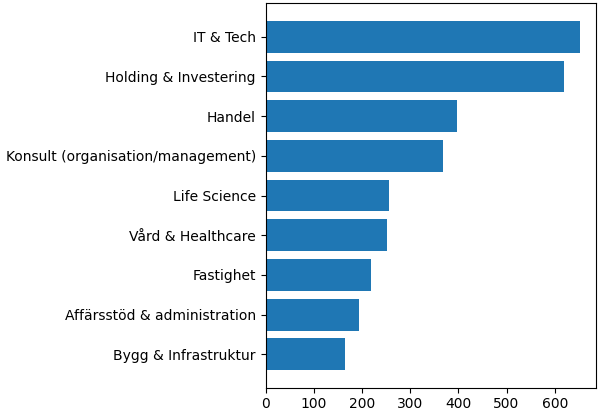 IT & Tech
Holding & Investering
Handel
Konsult (organisation/management)
Life Science
Vård & Healthcare
Fastighet
Affärsstöd & administration
Bygg & Infrastruktur
0 100 200 300 400 500 600